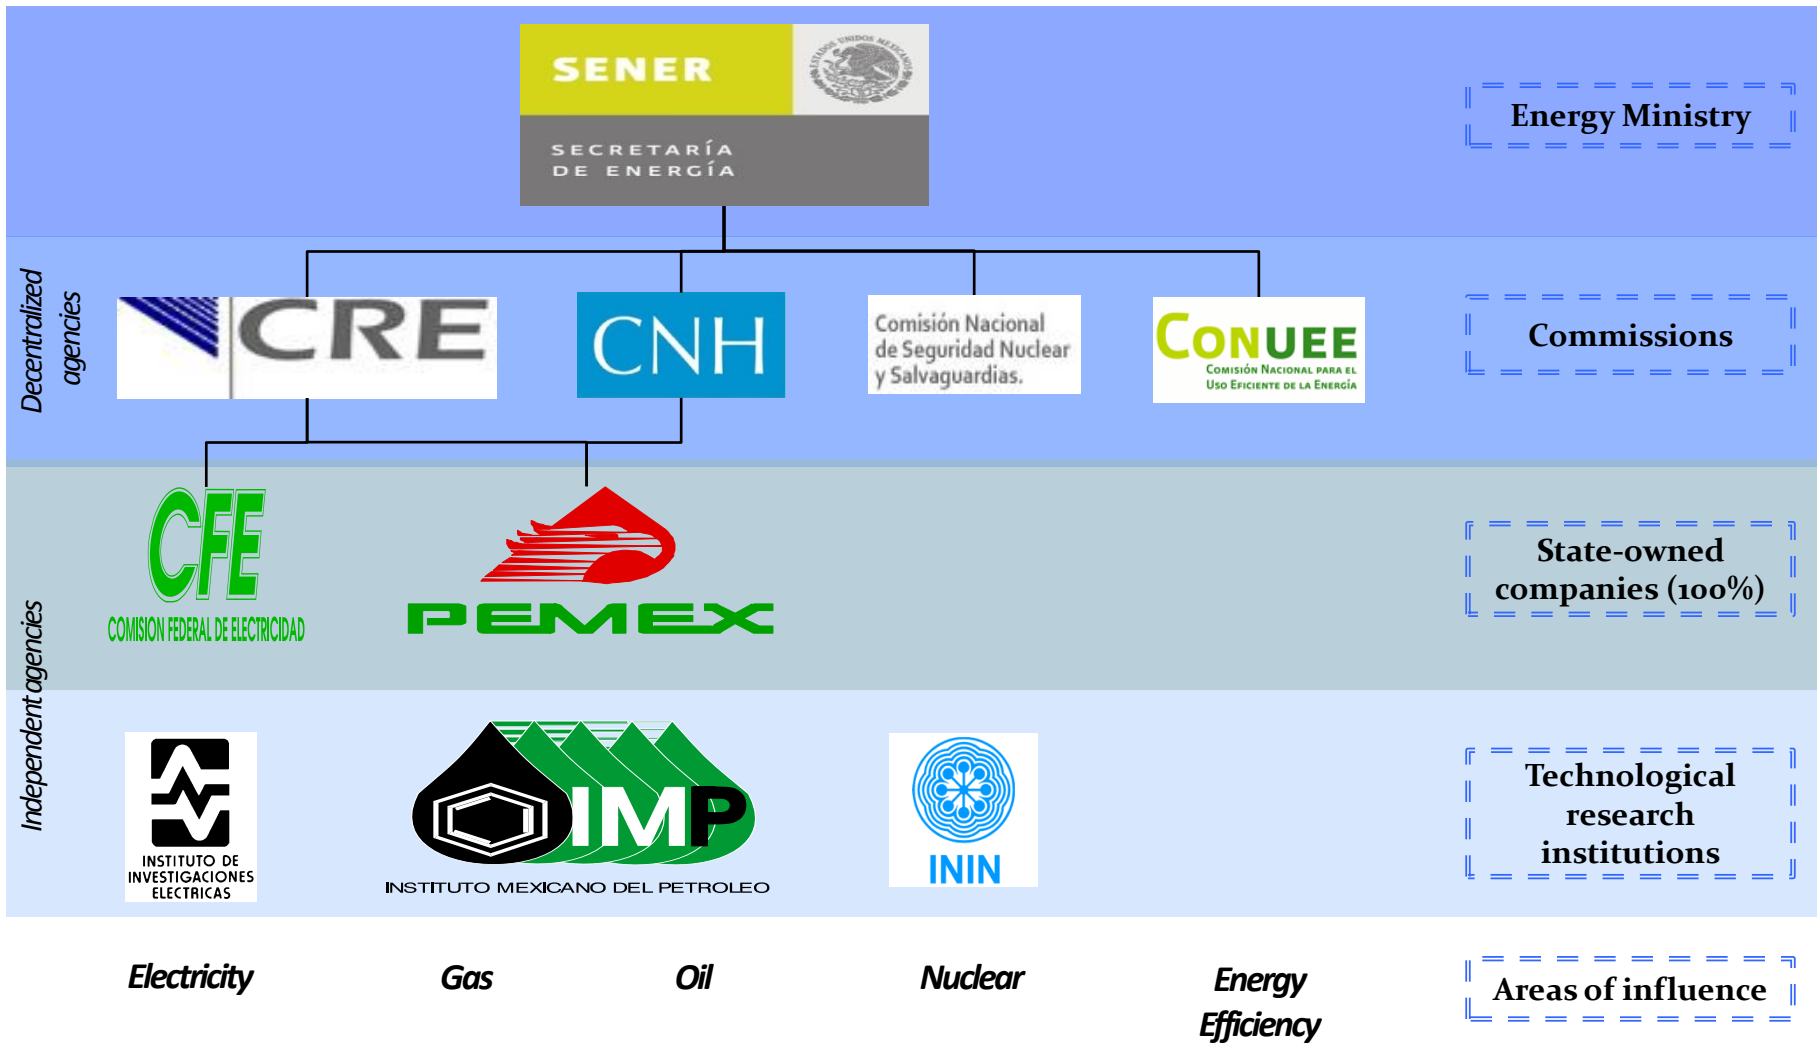 SENER
ESTADOS UNIDOS MEXICANOS
SECRETARÍA
DE ENERGÍA
Energy Ministry
Decentralized
agencies
CRE
CNH
Comisión Nacional
de Seguridad Nuclear
y Salvaguardias.
CONUEE
COMISIÓN NACIONAL PARA EL
USO EFICIENTE DE LA ENERGÍA
Commissions
Independent agencies
CFE
COMISION FEDERAL DE ELECTRICIDAD
PEMEX
State-owned
companies (100%)
INSTITUTO DE
INVESTIGACIONES
ELECTRICAS
IMP
INSTITUTO MEXICANO DEL PETROLEO
ININ
Technological
research
institutions
Electricity
Gas
Oil
Nuclear
Energy
Efficiency
Areas of influence